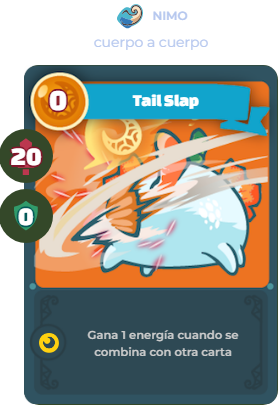 NIMO
cuerpo a cuerpo
0
Tail Slap
20
0
Gana 1 energía cuando se
combina con otra carta